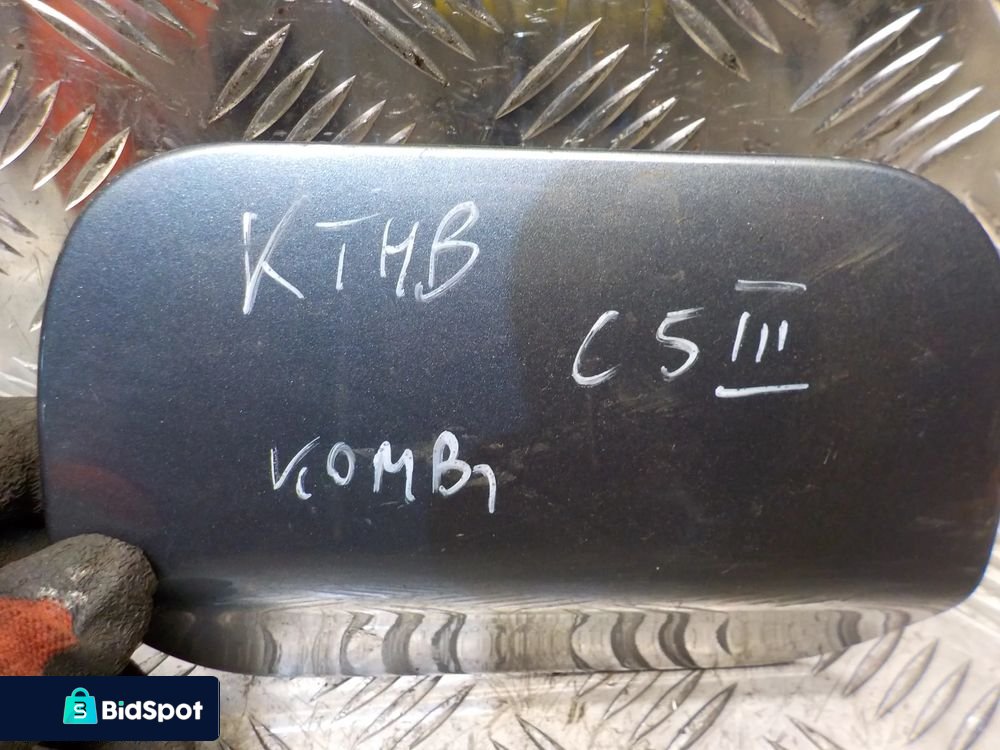 KTHB
C5 III
KOMBI
BidSpot